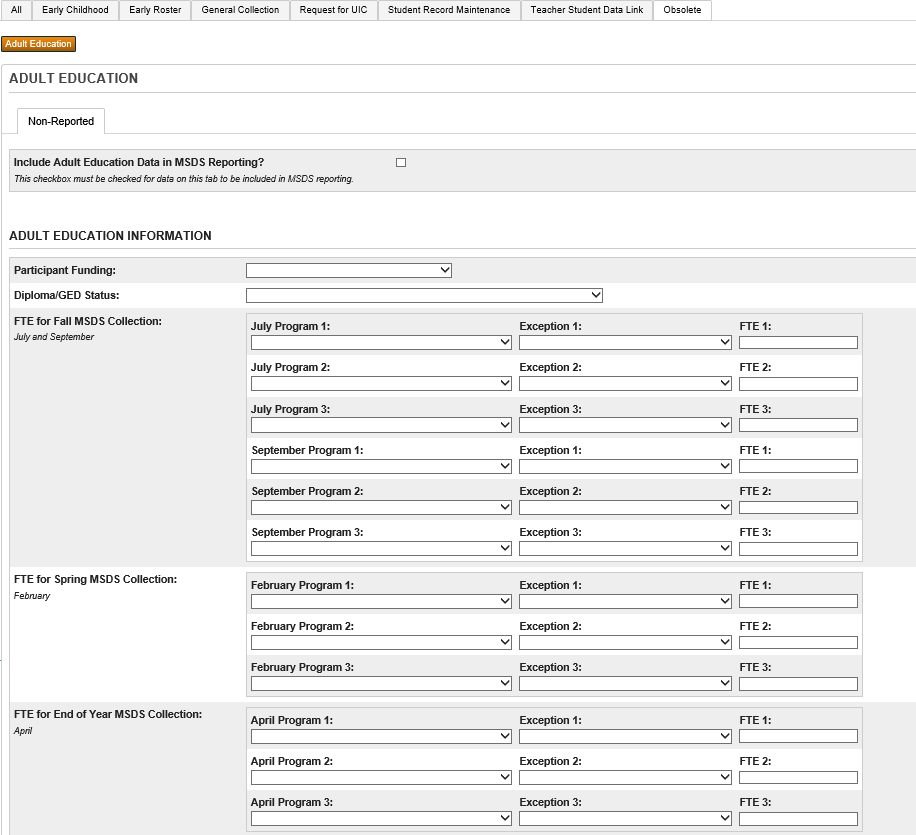 All Early Childhood Early Roster General Collection Request for UIC Student Record Maintenance Teacher Student Data Link Obsolete
Adult Education
ADULT EDUCATION
Non-Reported
Include Adult Education Data in MSDS Reporting?
This checkbox must be checked for data on this tab to be included in MSDS reporting.
ADULT EDUCATION INFORMATION
Participant Funding:
Diploma/GED Status:
FTE for Fall MSDS Collection:
July and September
July Program 1: Exception 1: FTE 1:
July Program 2: Exception 2: FTE 2:
July Program 3: Exception 3: FTE 3:
September Program 1: Exception 1: FTE 1:
September Program 2: Exception 2: FTE 2:
September Program 3: Exception 3: FTE 3:
FTE for Spring MSDS Collection:
February
February Program 1: Exception 1: FTE 1:
February Program 2: Exception 2: FTE 2:
February Program 3: Exception 3: FTE 3:
FTE for End of Year MSDS Collection:
April
April Program 1: Exception 1: FTE 1:
April Program 2: Exception 2: FTE 2:
April Program 3: Exception 3: FTE 3: